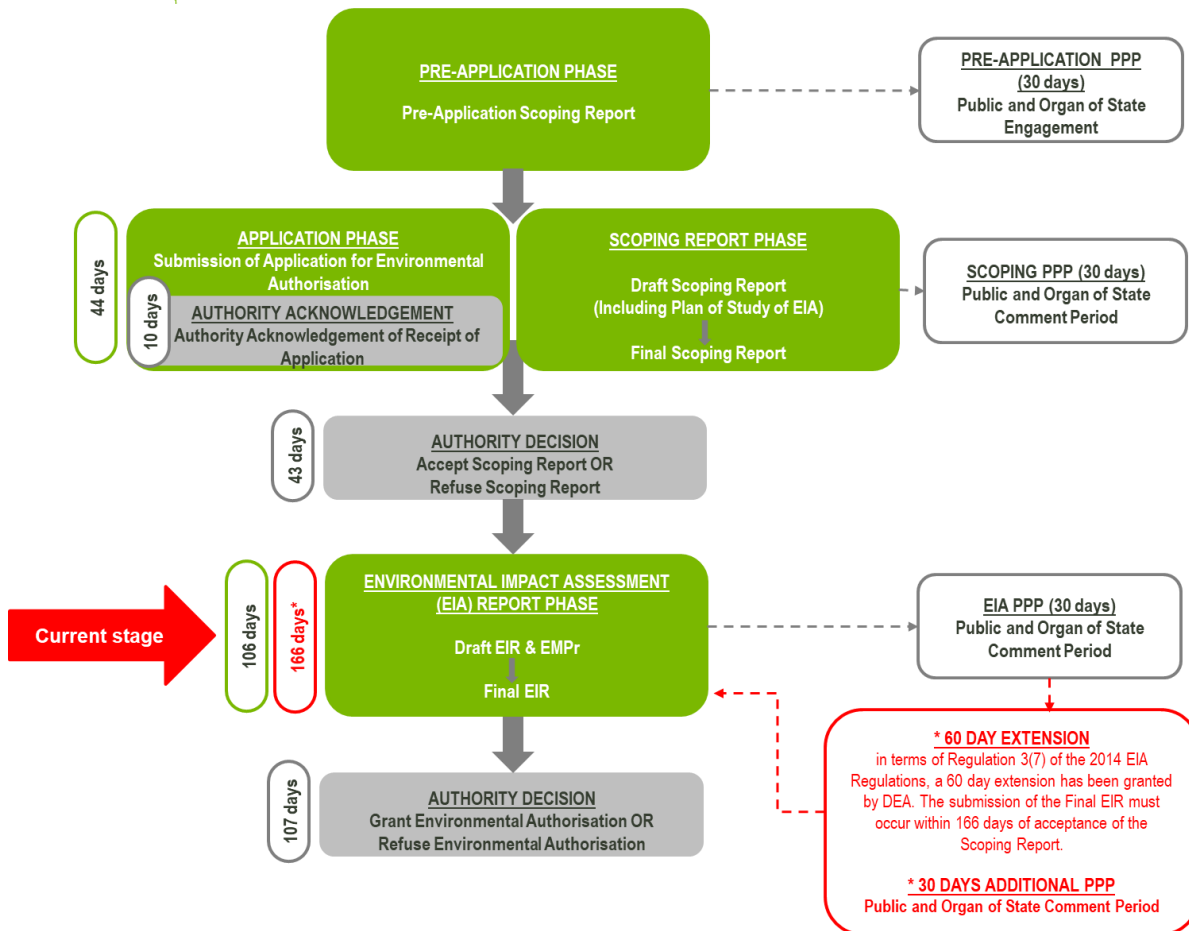 PRE-APPLICATION PHASE
Pre-Application Scoping Report
PRE-APPLICATION PPP
(30 days)
Public and Organ of State
Engagement
44 days
APPLICATION PHASE
Submission of Application for Environmental
Authorisation
10 days
AUTHORITY ACKNOWLEDGEMENT
Authority Acknowledgement of Receipt of
Application
SCOPING REPORT PHASE
Draft Scoping Report
(Including Plan of Study of EIA)
Final Scoping Report
SCOPING PPP (30 days)
Public and Organ of State
Comment Period
43 days
AUTHORITY DECISION
Accept Scoping Report OR
Refuse Scoping Report
Current stage
106 days
166 days*
ENVIRONMENTAL IMPACT ASSESSMENT
(EIA) REPORT PHASE
Draft EIR & EMPr
Final EIR
EIA PPP (30 days)
Public and Organ of State
Comment Period
* 60 DAY EXTENSION
in terms of Regulation 3(7) of the 2014 EIA
Regulations, a 60 day extension has been granted
by DEA. The submission of the Final EIR must
occur within 166 days of acceptance of the
Scoping Report.
* 30 DAYS ADDITIONAL PPP
Public and Organ of State Comment Period
107 days
AUTHORITY DECISION
Grant Environmental Authorisation OR
Refuse Environmental Authorisation